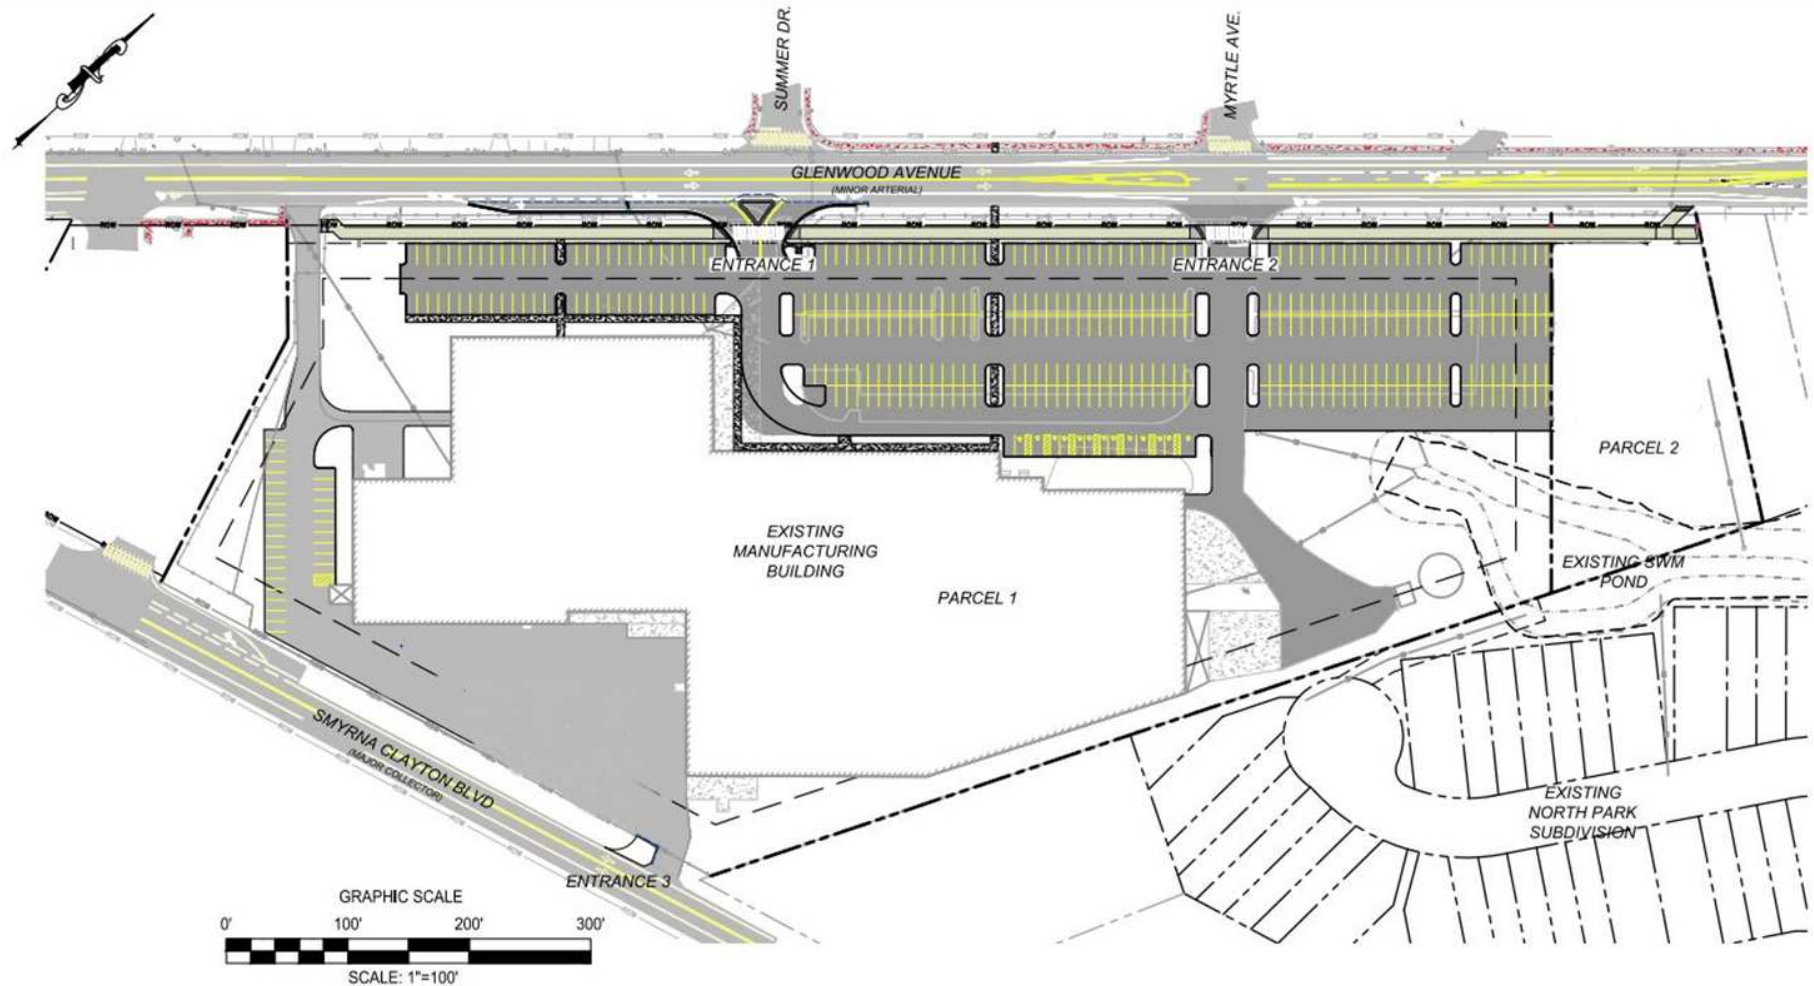 SUMMER DR.
MYRTLE AVE.
GLENWOOD AVENUE
(MINOR ARTERIAL)
ENTRANCE 1
ENTRANCE 2
PARCEL 2
EXISTING
MANUFACTURING
BUILDING
PARCEL 1
EXISTING SWM
POND
SMYRNA CLAYTON BLVD
(MAJOR COLLECTOR)
EXISTING
NORTH PARK
SUBDIVISION
ENTRANCE 3
GRAPHIC SCALE
0' 100' 200' 300'
SCALE: 1"=100'